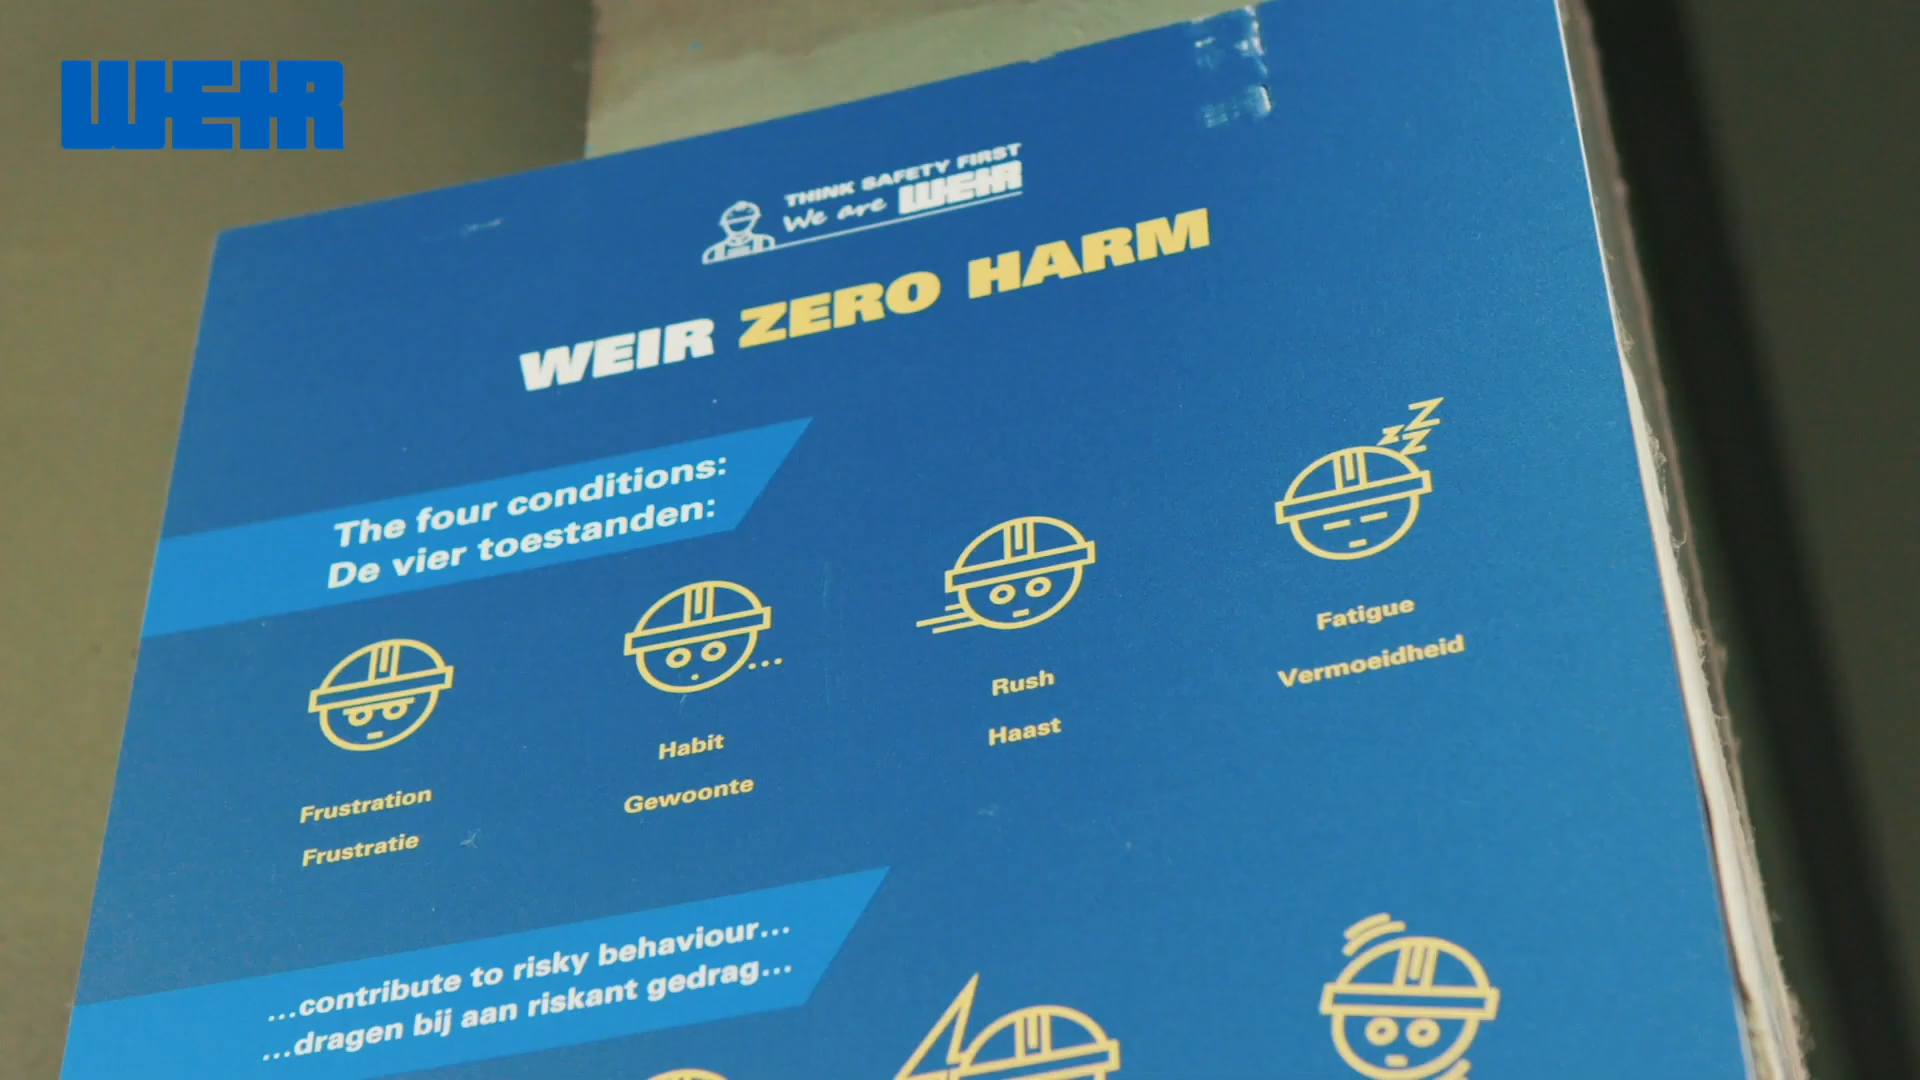 WEIR
THINK SAFETY FIRST
We are WEIR
WEIR ZERO HARM
The four conditions:
De vier toestanden:
Frustration
Frustratie
Habit
Gewoonte
Rush
Haast
Fatigue
Vermoeidheid
...contribute to risky behaviour...
...dragen bij aan riskant gedrag...